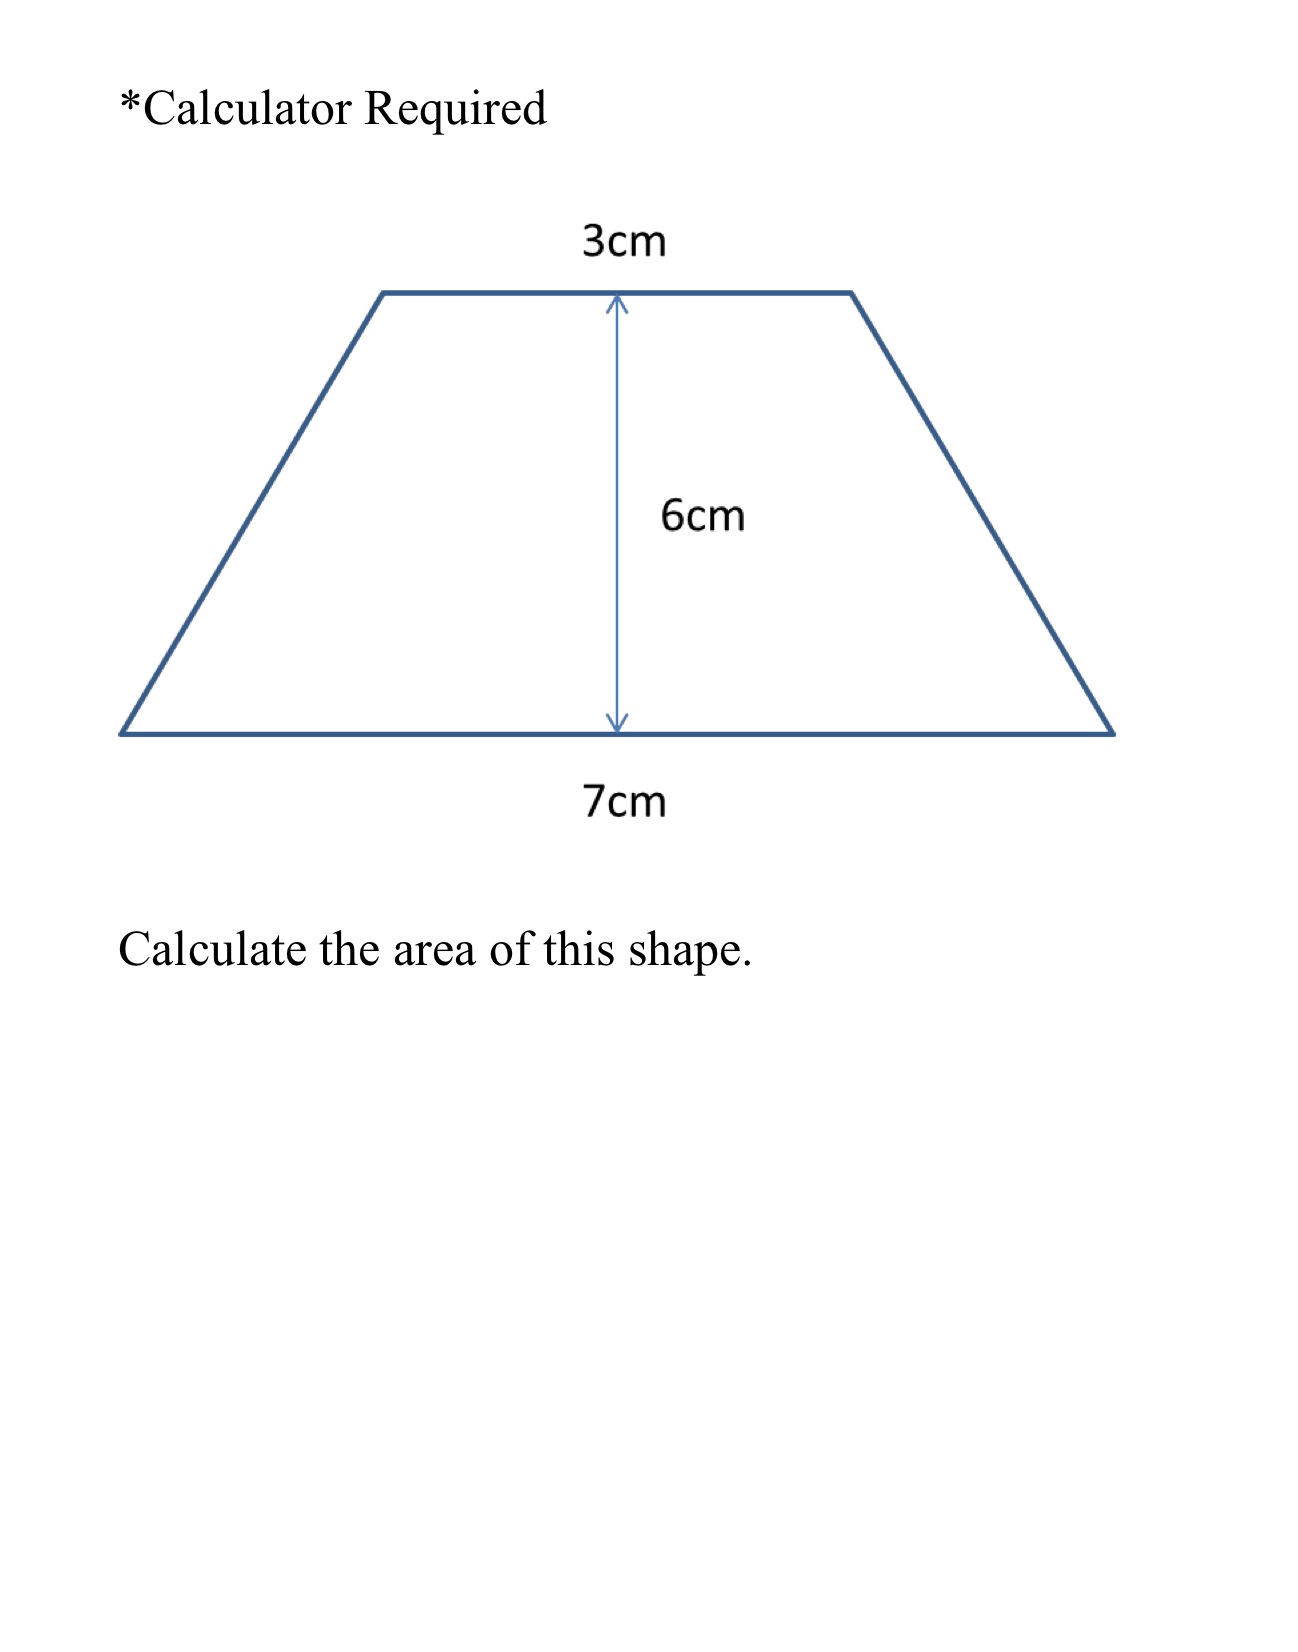 *Calculator Required
3cm
6cm
7cm
Calculate the area of this shape.